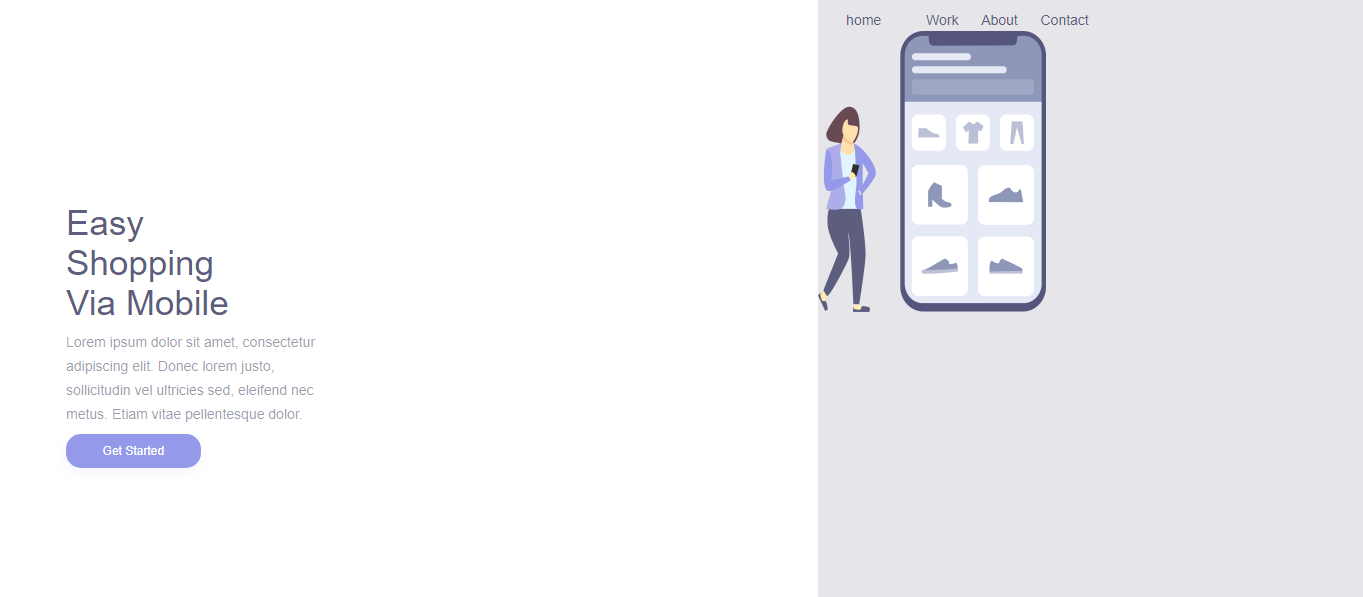 home Work About Contact
Easy
Shopping
Via Mobile
Lorem ipsum dolor sit amet, consectetur
adipiscing elit. Donec lorem justo,
sollicitudin vel ultricies sed, eleifend nec
metus. Etiam vitae pellentesque dolor.
Get Started